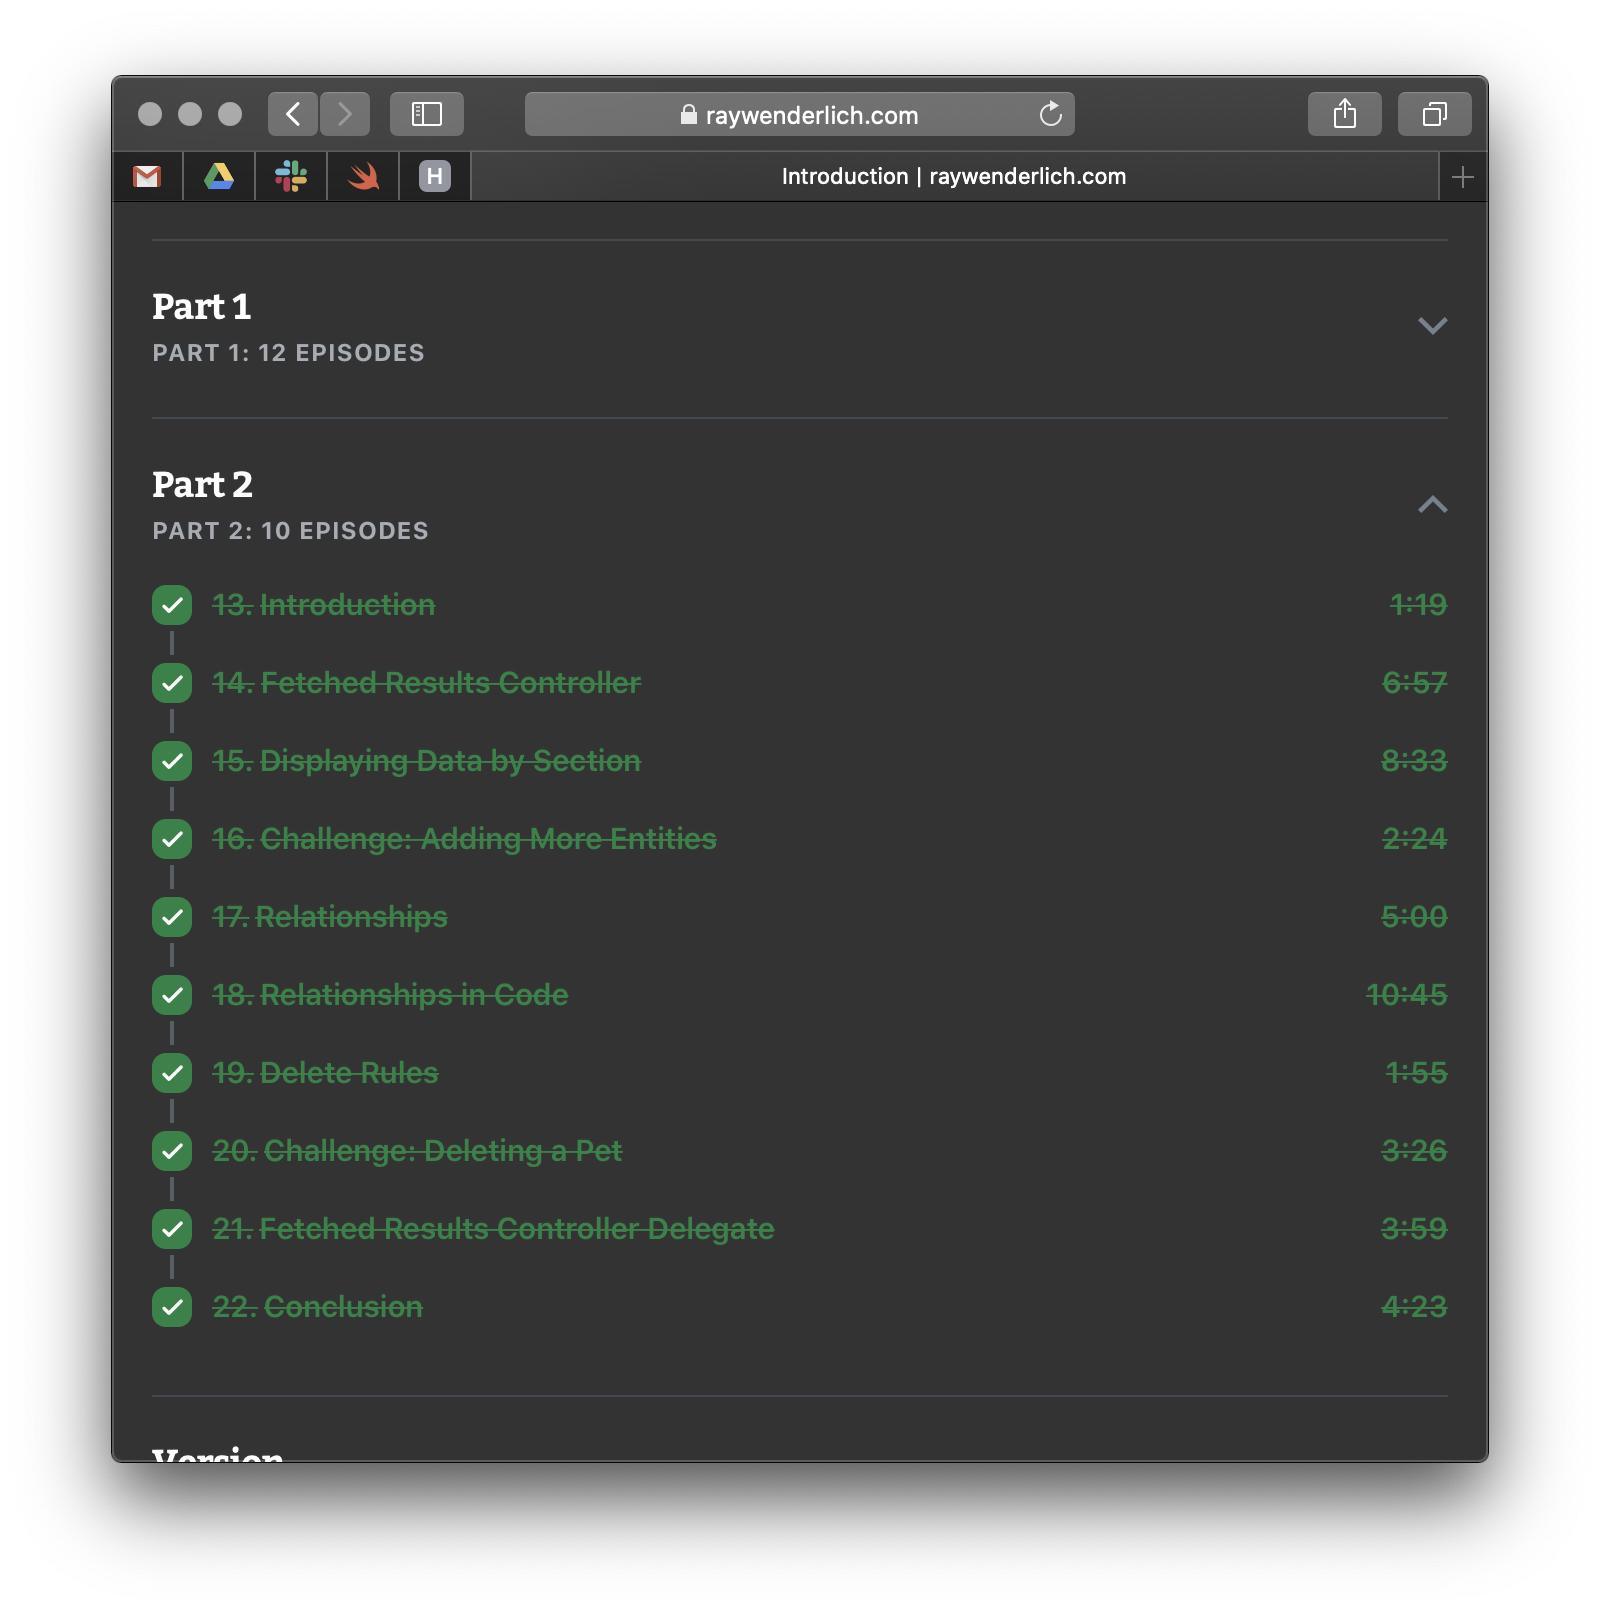 raywenderlich.com
H
Introduction | raywenderlich.com
Part 1
PART 1: 12 EPISODES
Part 2
PART 2: 10 EPISODES
13. Introduction 1:19
14. Fetched Results Controller 6:57
15. Displaying Data by Section 8:33
16. Challenge: Adding More Entities 2:24
17. Relationships 5:00
18. Relationships in Code 10:45
19. Delete Rules 1:55
20. Challenge: Deleting a Pet 3:26
21. Fetched Results Controller Delegate 3:59
22. Conclusion 4:23
Version